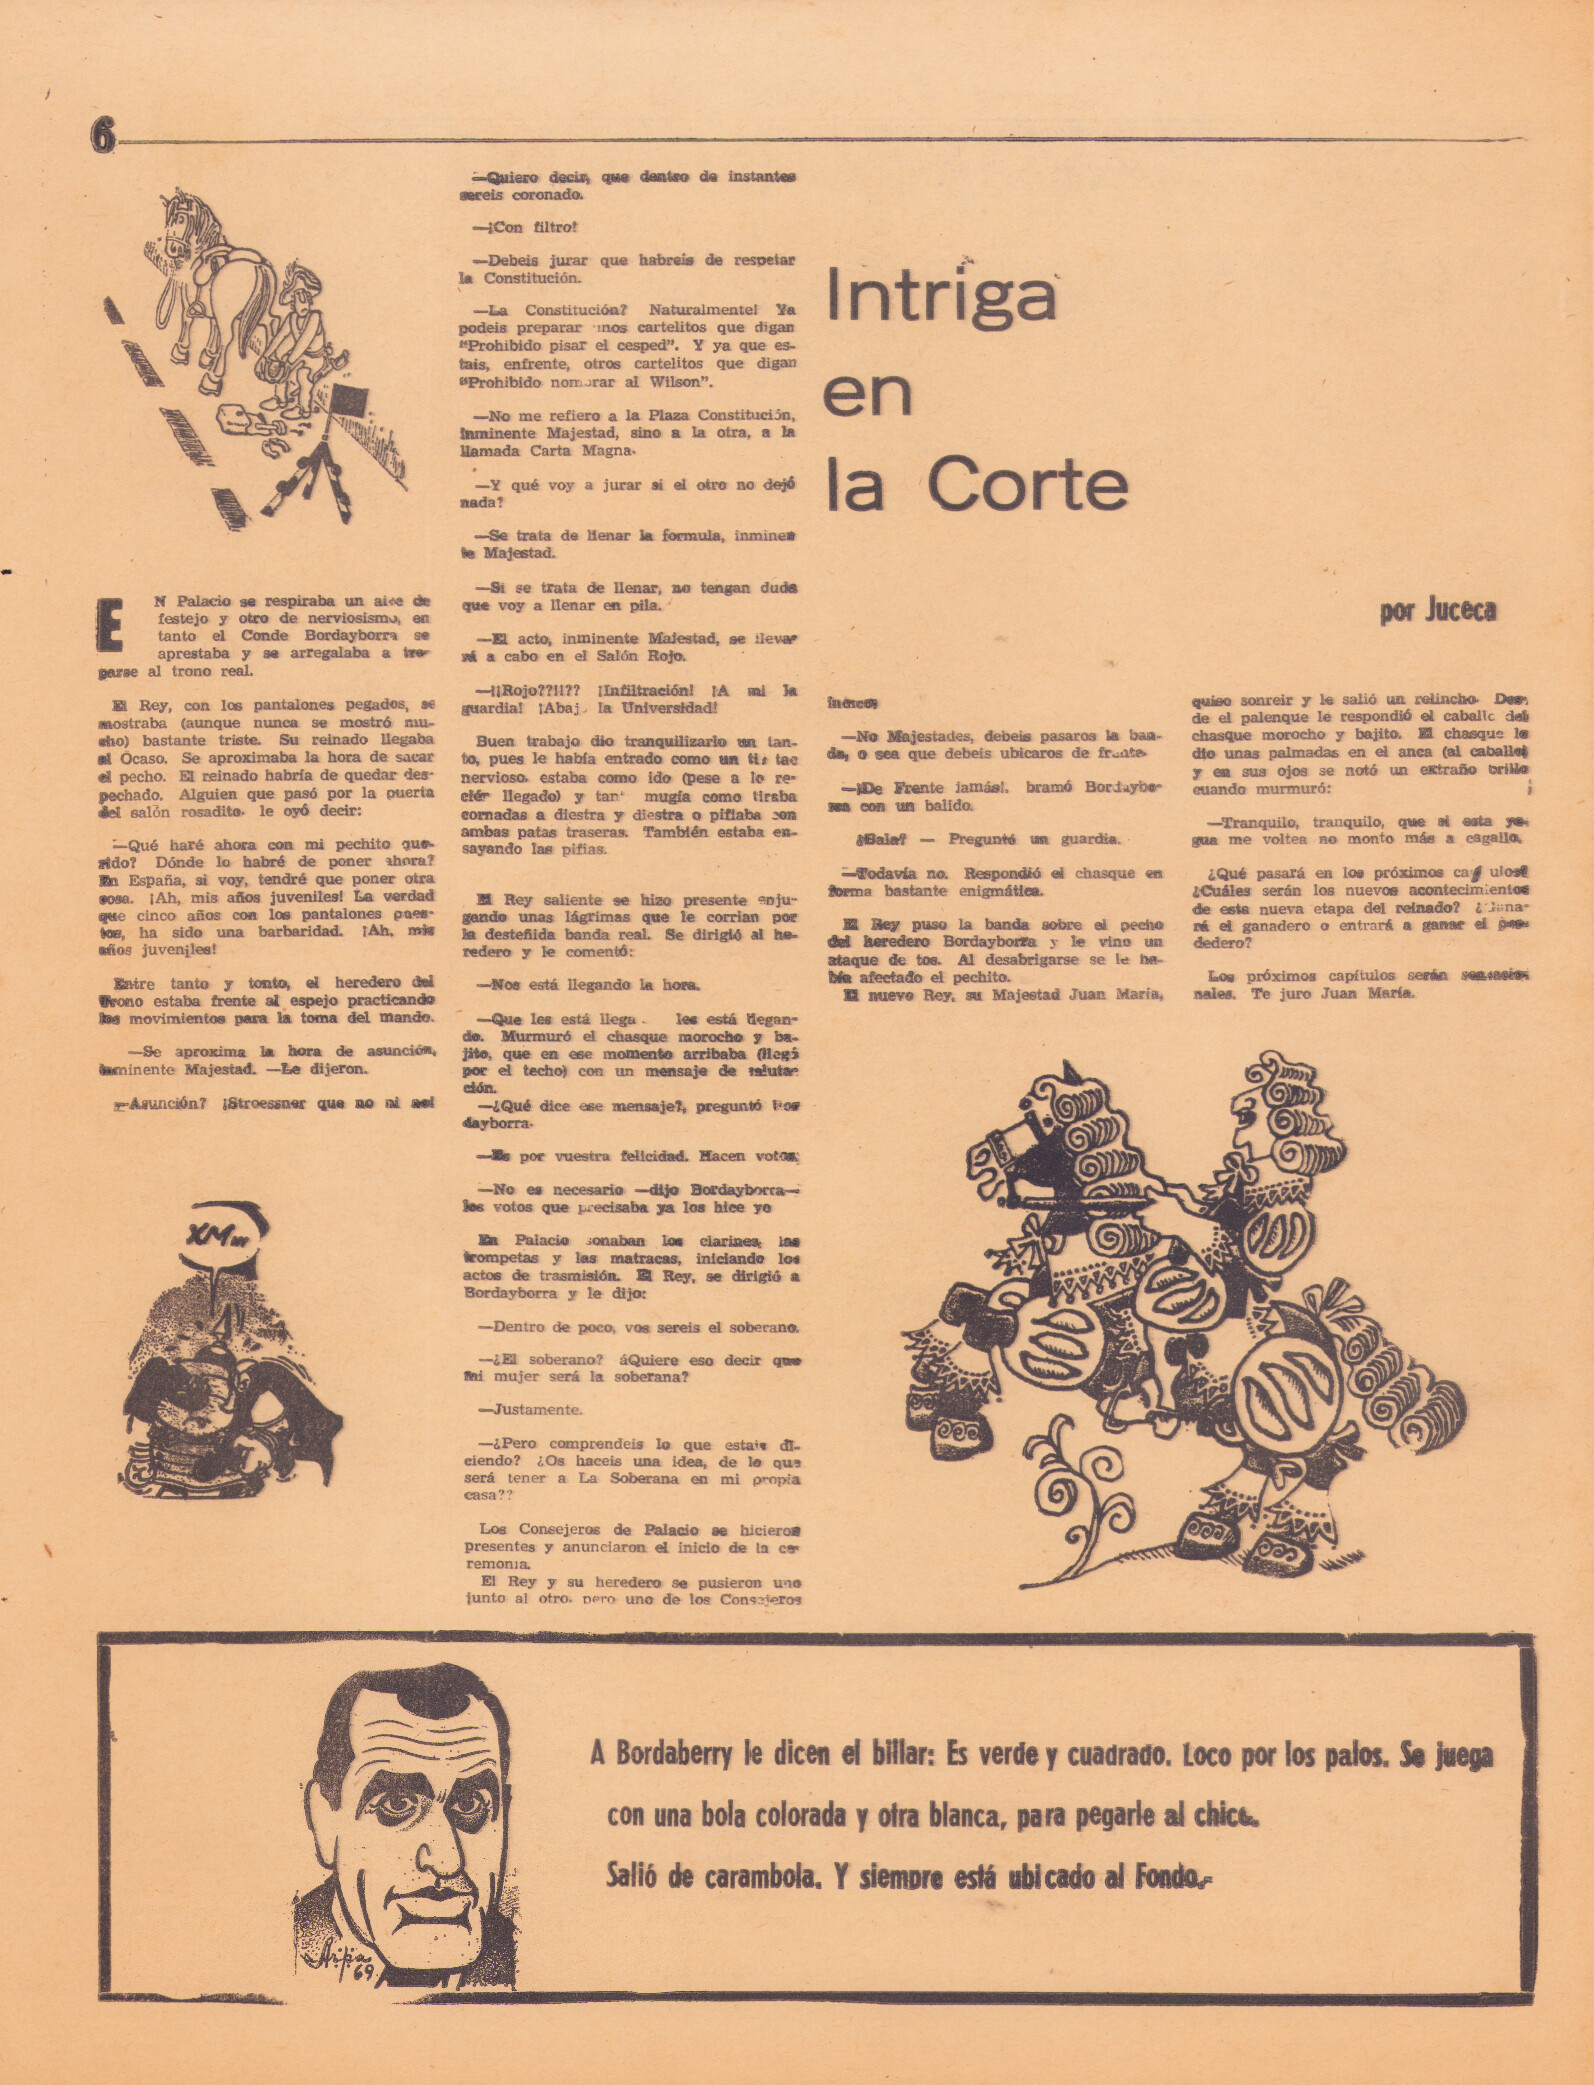 6
Intriga
en
la Corte
por Juceca
EN Palacio se respiraba un aire de
festejo y otro de nerviosismo, en
tanto el Conde Bordayborra se
aprestaba y se arregalaba a tre-
parse al trono real.
El Rey, con los pantalones pegados, se
mostraba (aunque nunca se mostró mu-
cho) bastante triste. Su reinado llegaba
al Ocaso. Se aproximaba la hora de sacar
el pecho. El reinado habría de quedar des-
pechado. Alguien que pasó por la puerta
del salón rosadito, le oyó decir:
—Qué haré ahora con mi pechito que-
rido? Dónde lo habré de poner ahora?
En España, si voy, tendré que poner otra
cosa. ¡Ah, mis años juveniles! La verdad
que cinco años con los pantalones pues-
tos, ha sido una barbaridad. ¡Ah, mis
años juveniles!
Entre tanto y tonto, el heredero del
Trono estaba frente al espejo practicando
los movimientos para la toma del mando.
—Se aproxima la hora de asunción,
inminente Majestad. —Le dijeron.
—Asunción? ¡Stroessner que no ni no!
XM...
—Quiero decir, que dentro de instantes
sereis coronado.
—¡Con filtro!
—Debeis jurar que habreis de respetar
la Constitución.
—La Constitución? Naturalmente! Ya
podeis preparar unos cartelitos que digan
"Prohibido pisar el cesped". Y ya que es-
tais, enfrente, otros cartelitos que digan
"Prohibido nombrar al Wilson".
—No me refiero a la Plaza Constitución,
inminente Majestad, sino a la otra, a la
llamada Carta Magna.
—Y qué voy a jurar si el otro no dejó
nada?
—Se trata de llenar la formula, inminen
te Majestad.
—Si se trata de llenar, no tengan duda
que voy a llenar en pila.
—El acto, inminente Majestad, se llevar
rá a cabo en el Salón Rojo.
—¡¡Rojo??!!?? ¡Infiltración! ¡A mi la
guardia! ¡Abajo la Universidad!
Buen trabajo dio tranquilizarlo un tan-
to, pues le había entrado como un tic tac
nervioso, estaba como ido (pese a lo re-
cién llegado) y tan mugía como tiraba
cornadas a diestra y diestra o pifiaba con
ambas patas traseras. También estaba en-
sayando las pifias.
El Rey saliente se hizo presente enju-
gando unas lágrimas que le corrian por
la desteñida banda real. Se dirigió al he-
redero y le comentó:
—Nos está llegando la hora.
—Que les está llega les está llegan-
do. Murmuró el chasque morocho y ba-
jito, que en ese momento arribaba (llegó
por el techo) con un mensaje de saluta-
ción.
—¿Qué dice ese mensaje?, preguntó Bor
dayborra.
—Es por vuestra felicidad. Hacen votos.
—No es necesario —dijo Bordayborra—
los votos que precisaba ya los hice yo
En Palacio sonaban los clarines, las
trompetas y las matracas, iniciando los
actos de trasmisión. El Rey, se dirigió a
Bordayborra y le dijo:
—Dentro de poco, vos sereis el soberano.
—¿El soberano? áQuiere eso decir que
mi mujer será la soberana?
—Justamente.
—¿Pero comprendeis lo que estais di-
ciendo? ¿Os haceis una idea, de lo que
será tener a La Soberana en mi propia
casa??
Los Consejeros de Palacio se hicieron
presentes y anunciaron el inicio de la ce-
remonia.
El Rey y su heredero se pusieron uno
junto al otro, pero uno de los Consejeros
indicó:
—No Majestades, debeis pasaros la ban-
da, o sea que debeis ubicaros de frente.
—¡De Frente jamás!, bramó Bordaybo-
rra con un balido.
¿Bala? — Preguntó un guardia.
—Todavía no. Respondió el chasque en
forma bastante enigmática.
El Rey puso la banda sobre el pecho
del heredero Bordayborra y le vino un
ataque de tos. Al desabrigarse se le ha-
bía afectado el pechito.
El nuevo Rey, su Majestad Juan María,
quiso sonreir y le salió un relincho. Des-
de el palenque le respondió el caballo del
chasque morocho y bajito. El chasque le
dio unas palmadas en el anca (al caballo)
y en sus ojos se notó un extraño brillo
cuando murmuró:
—Tranquilo, tranquilo, que si esta ye-
gua me voltea no monto más a cagallo.
¿Qué pasará en los próximos capítulos?
¿Cuáles serán los nuevos acontecimientos
de esta nueva etapa del reinado? ¿Gana-
rá el ganadero o entrará a ganar el per-
dedero?
Los próximos capítulos serán sensacio-
nales. Te juro Juan María.
A Bordaberry le dicen el billar: Es verde y cuadrado. Loco por los palos. Se juega
con una bola colorada y otra blanca, para pegarle al chico.
Salió de carambola. Y siempre está ubicado al Fondo.-
Arpa
69